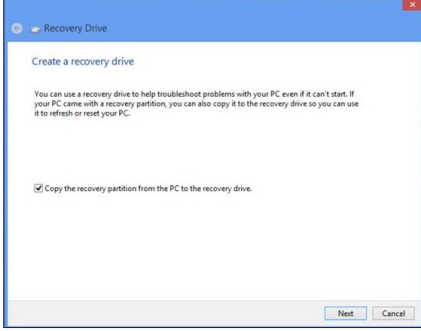 Recovery Drive
Create a recovery drive
You can use a recovery drive to help troubleshoot problems with your PC even if it can't start. If
your PC came with a recovery partition, you can also copy it to the recovery drive so you can use
it to refresh or reset your PC.
Copy the recovery partition from the PC to the recovery drive.
Next Cancel